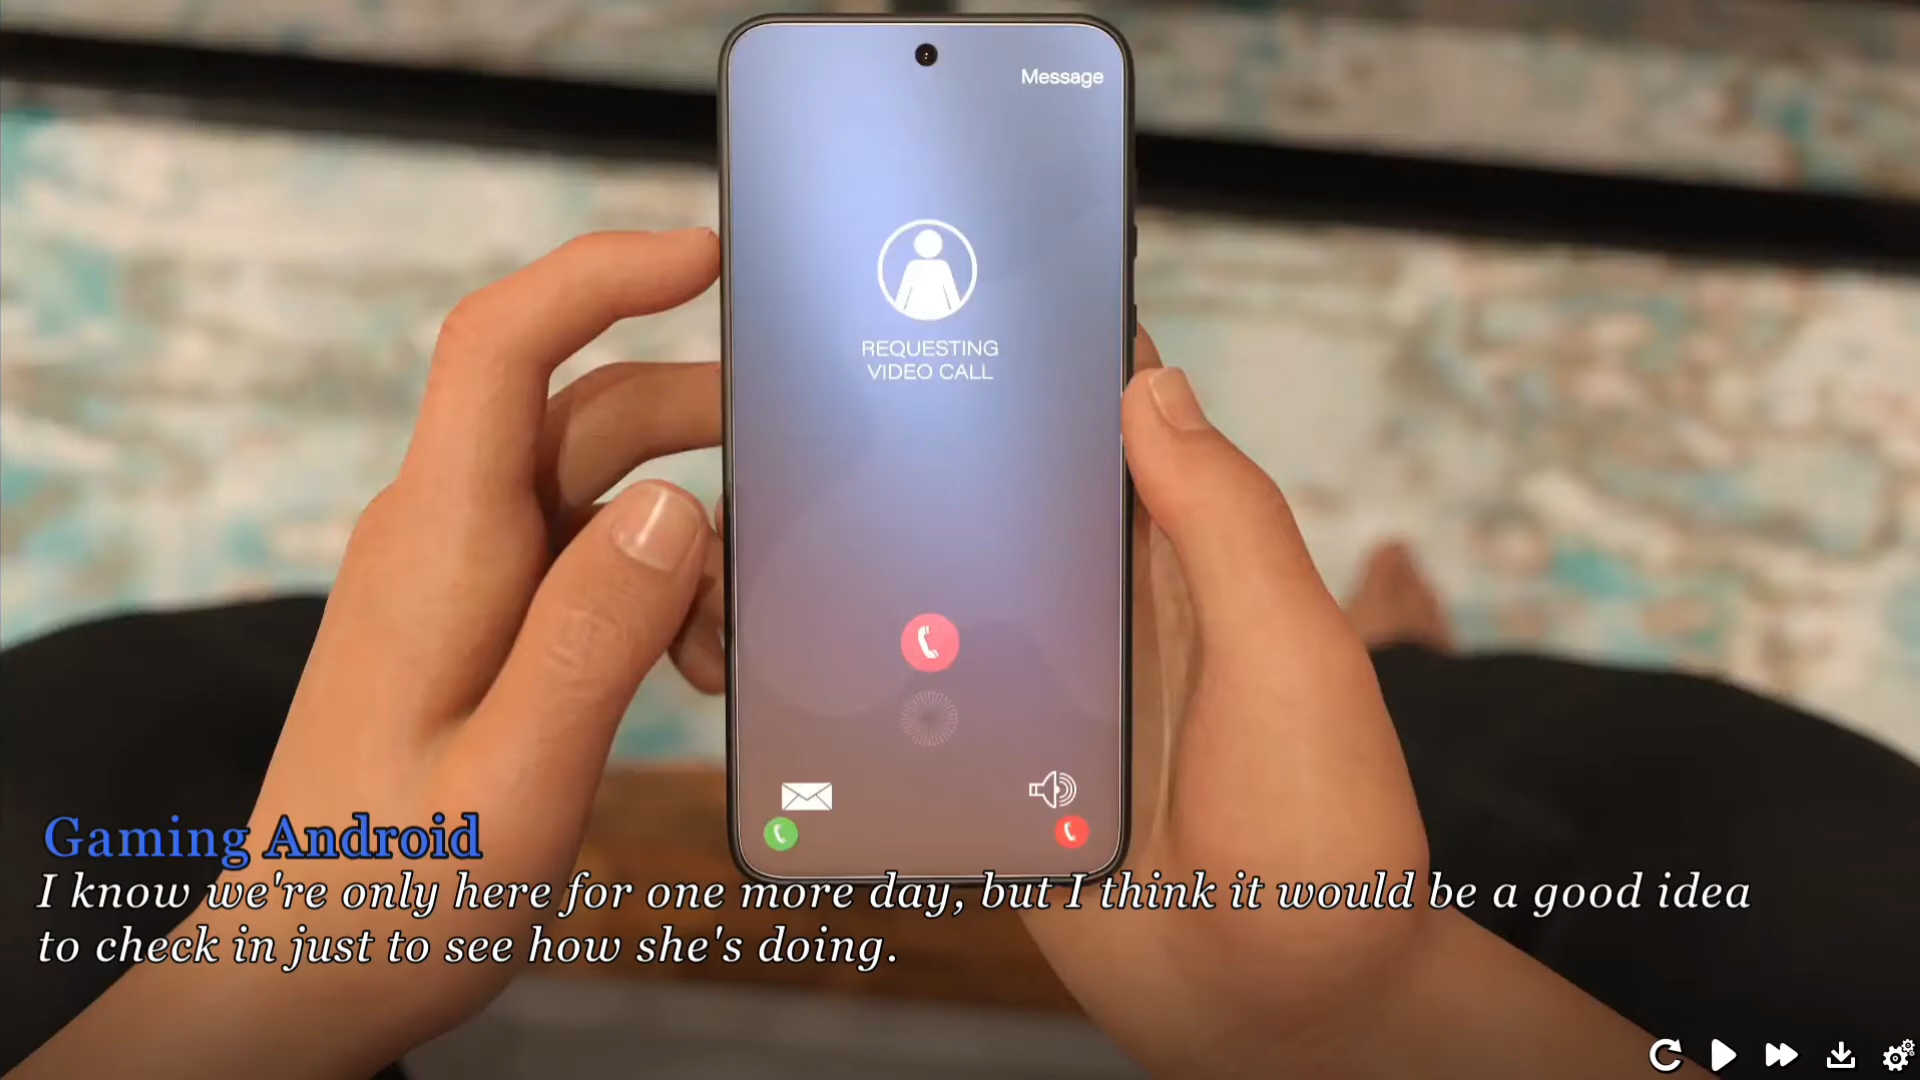 Message
REQUESTING
VIDEO CALL
Gaming Android
I know we're only here for one more day, but I think it would be a good idea
to check in just to see how she's doing.